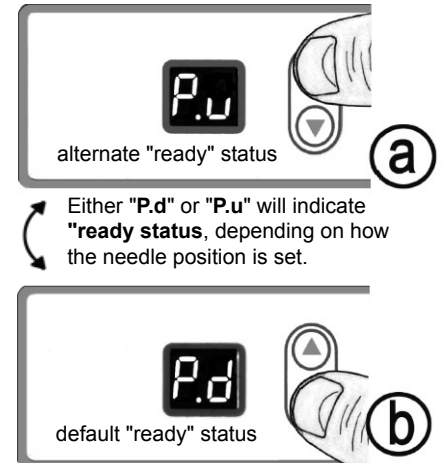 P.u
alternate "ready" status
a
Either "P.d" or "P.u" will indicate
"ready status, depending on how
the needle position is set.
P.d
default "ready" status
b